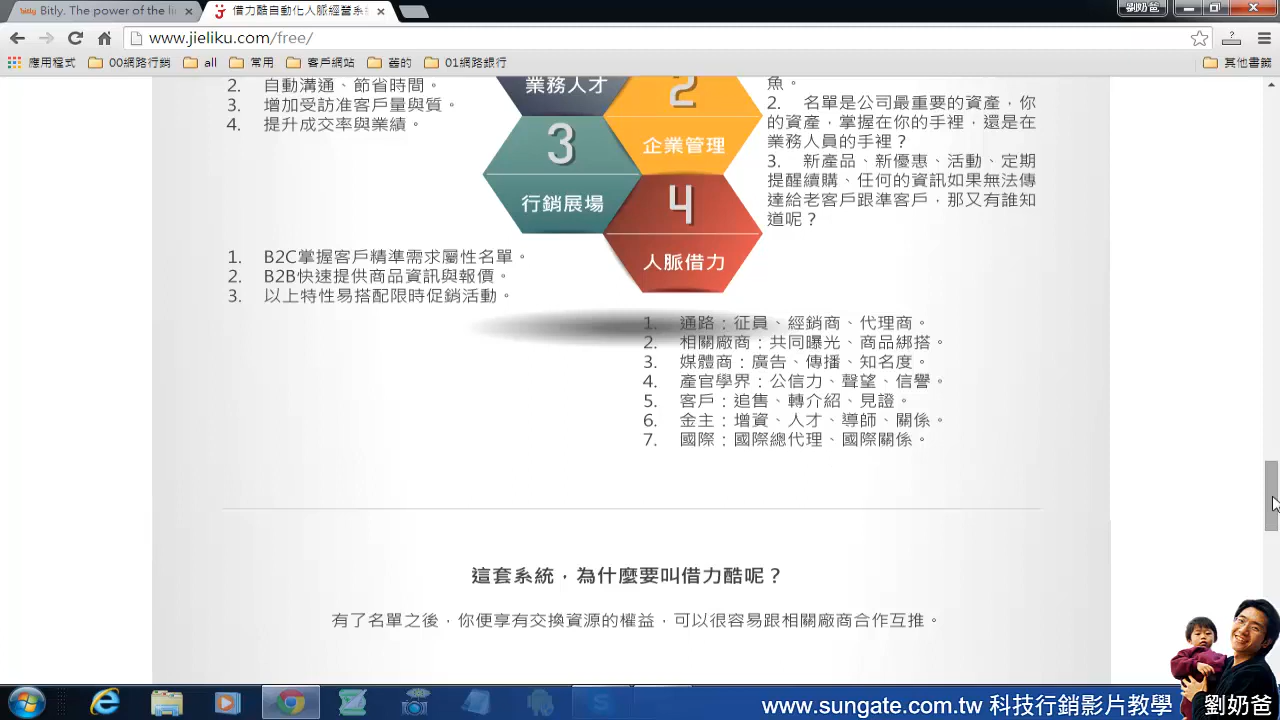 bitly Bitly. The power of the li
借力酷自動化人脈經營系
劉奶爸
www.jieliku.com/free/
應用程式
00網路行銷
all
常用
客戶網站
舊的
01網路銀行
其他書籤
2. 自動溝通、節省時間。
3. 增加受訪准客戶量與質。
4. 提升成交率與業績。
業務人才
2
企業管理
3
行銷展場
4
人脈借力
魚。
2. 名單是公司最重要的資產，你
的資產，掌握在你的手裡，還是在
業務人員的手裡？
3. 新產品、新優惠、活動、定期
提醒續購、任何的資訊如果無法傳
達給老客戶跟準客戶，那又有誰知
道呢？
1. B2C掌握客戶精準需求屬性名單。
2. B2B快速提供商品資訊與報價。
3. 以上特性易搭配限時促銷活動。
1. 通路：征員、經銷商、代理商。
2. 相關廠商：共同曝光、商品綁搭。
3. 媒體商：廣告、傳播、知名度。
4. 產官學界：公信力、聲望、信譽。
5. 客戶：追售、轉介紹、見證。
6. 金主：增資、人才、導師、關係。
7. 國際：國際總代理、國際關係。
這套系統，為什麼要叫借力酷呢？
有了名單之後，你便享有交換資源的權益，可以很容易跟相關廠商合作互推。
www.sungate.com.tw 科技行銷影片教學
劉奶爸